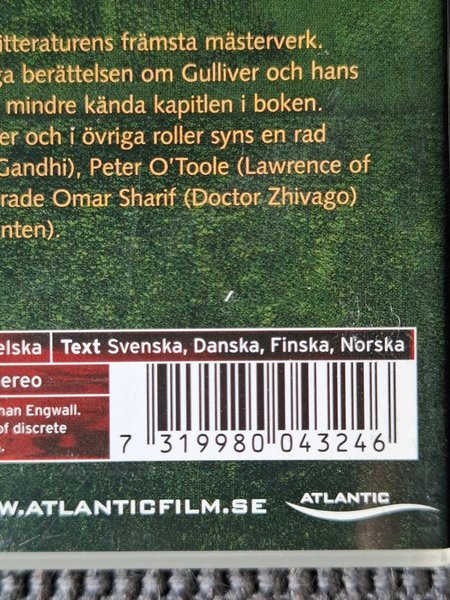 litteraturens främsta mästerverk.
berättelsen om Gulliver och hans
mindre kända kapitlen i boken.
er och i övriga roller syns en rad
Gandhi), Peter O'Toole (Lawrence of
rade Omar Sharif (Doctor Zhivago)
nten).
elska Text Svenska, Danska, Finska, Norska
ereo
han Engwall.
of discrete
7 319980 043246
W.ATLANTICFILM.SE ATLANTIC